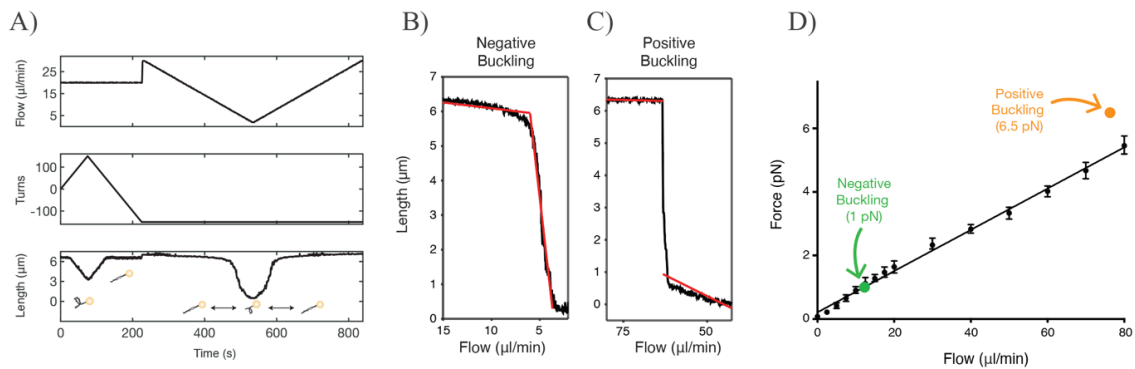 A)
Flow (µl/min)
25
15
5
Turns
100
0
-100
Length (µm)
6
3
0
0
200
400
600
800
Time (s)
B)
Negative
Buckling
Length (µm)
7
6
5
4
3
2
1
0
15
10
5
Flow (µl/min)
C)
Positive
Buckling
7
6
5
4
3
2
1
0
75
50
Flow (µl/min)
D)
Force (pN)
6
4
2
0
0
20
40
60
80
Flow (µl/min)
Positive
Buckling
(6.5 pN)
Negative
Buckling
(1 pN)